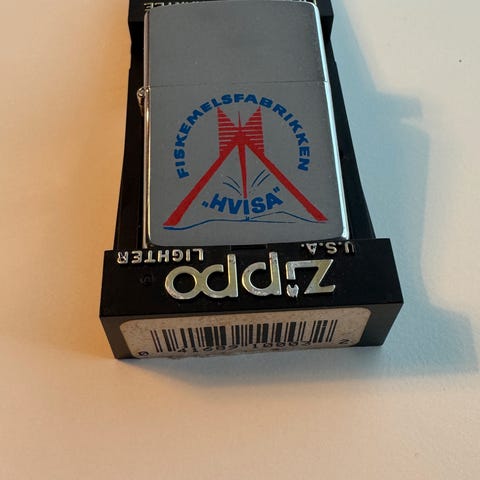 FISKEMELSFABRIKKEN
„HVISA”
zippo
LIGHTER
U.S.A.